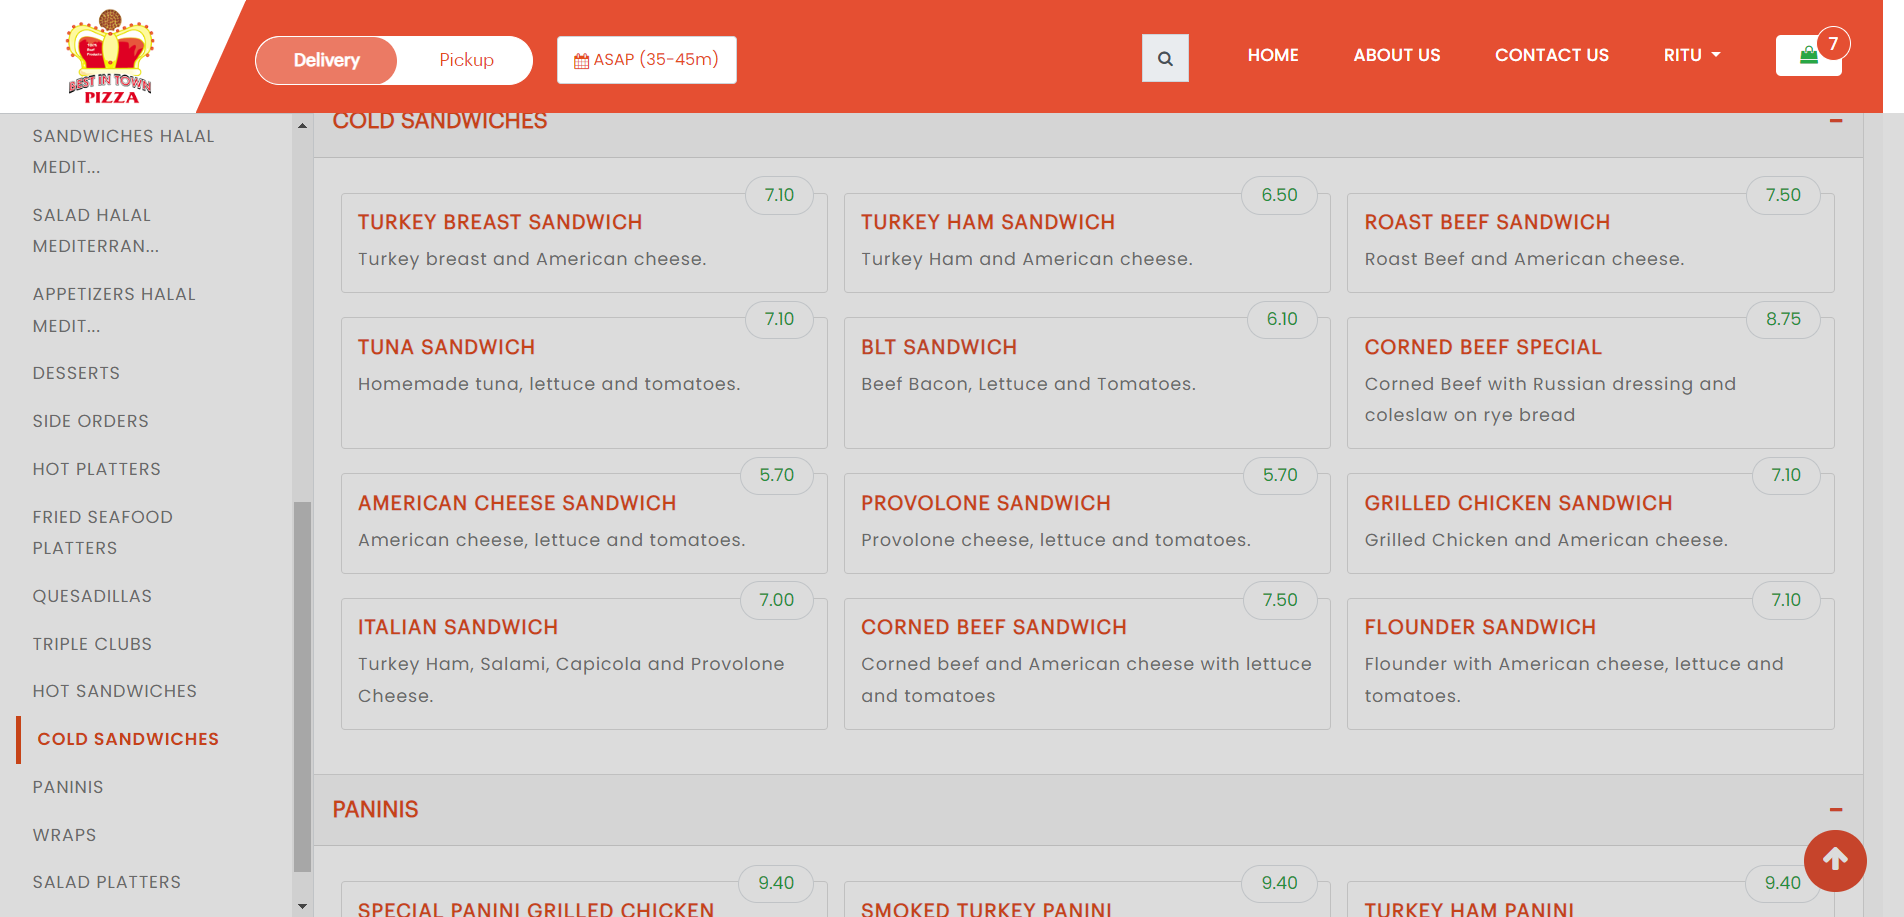 BEST IN TOWN
PIZZA
Delivery
Pickup
ASAP (35-45m)
HOME
ABOUT US
CONTACT US
RITU
7
SANDWICHES HALAL
MEDIT...
SALAD HALAL
MEDITERRAN...
APPETIZERS HALAL
MEDIT...
DESSERTS
SIDE ORDERS
HOT PLATTERS
FRIED SEAFOOD
PLATTERS
QUESADILLAS
TRIPLE CLUBS
HOT SANDWICHES
COLD SANDWICHES
PANINIS
WRAPS
SALAD PLATTERS
COLD SANDWICHES
7.10
TURKEY BREAST SANDWICH
Turkey breast and American cheese.
6.50
TURKEY HAM SANDWICH
Turkey Ham and American cheese.
7.50
ROAST BEEF SANDWICH
Roast Beef and American cheese.
7.10
TUNA SANDWICH
Homemade tuna, lettuce and tomatoes.
6.10
BLT SANDWICH
Beef Bacon, Lettuce and Tomatoes.
8.75
CORNED BEEF SPECIAL
Corned Beef with Russian dressing and
coleslaw on rye bread
5.70
AMERICAN CHEESE SANDWICH
American cheese, lettuce and tomatoes.
5.70
PROVOLONE SANDWICH
Provolone cheese, lettuce and tomatoes.
7.10
GRILLED CHICKEN SANDWICH
Grilled Chicken and American cheese.
7.00
ITALIAN SANDWICH
Turkey Ham, Salami, Capicola and Provolone
Cheese.
7.50
CORNED BEEF SANDWICH
Corned beef and American cheese with lettuce
and tomatoes
7.10
FLOUNDER SANDWICH
Flounder with American cheese, lettuce and
tomatoes.
PANINIS
9.40
SPECIAL PANINI GRILLED CHICKEN
9.40
SMOKED TURKEY PANINI
9.40
TURKEY HAM PANINI